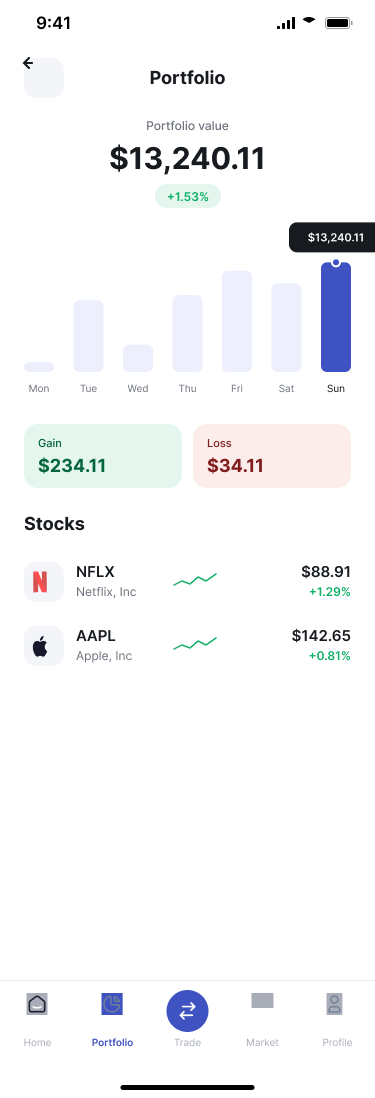 9:41
Portfolio
Portfolio value
$13,240.11
+1.53%
$13,240.11
Mon Tue Wed Thu Fri Sat Sun
Gain Loss
$234.11 $34.11
Stocks
NFLX $88.91
Netflix, Inc +1.29%
AAPL $142.65
Apple, Inc +0.81%
Home Portfolio Trade Market Profile